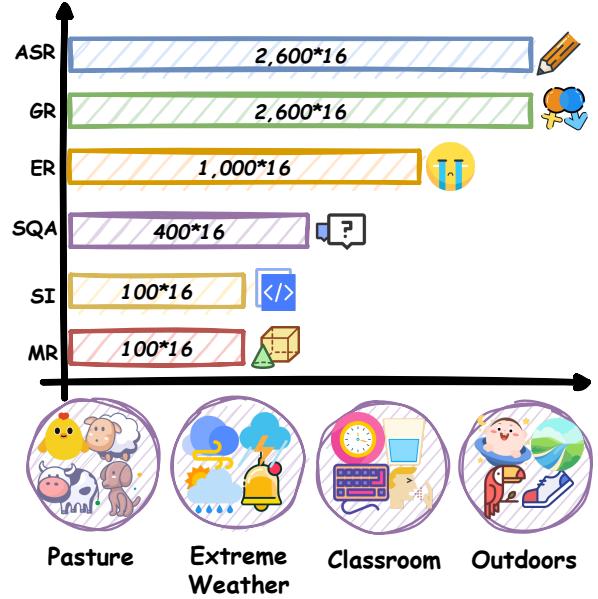 ASR 2,600*16
GR 2,600*16
ER 1,000*16
SQA 400*16
?
SI 100*16
</>
MR 100*16
Pasture Extreme Weather Classroom Outdoors